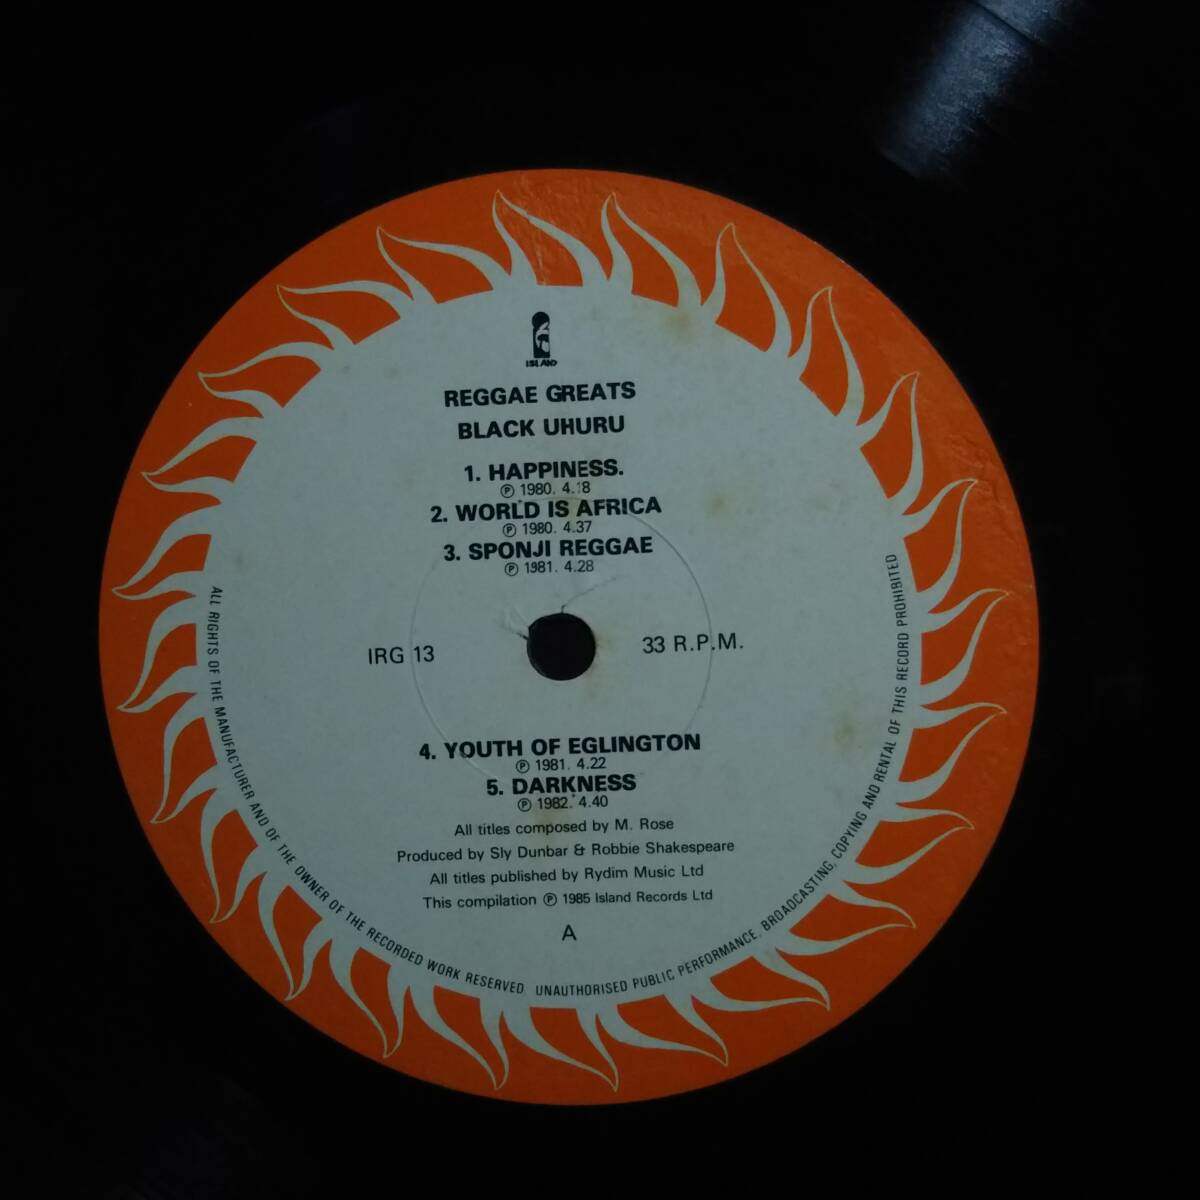 ISLAND
REGGAE GREATS
BLACK UHURU
1. HAPPINESS.
℗ 1980. 4.18
2. WORLD IS AFRICA
℗ 1980. 4.37
3. SPONJI REGGAE
℗ 1981. 4.28
IRG 13
33 R.P.M.
4. YOUTH OF EGLINGTON
℗ 1981. 4.22
5. DARKNESS
℗ 1982. 4.40
All titles composed by M. Rose
Produced by Sly Dunbar & Robbie Shakespeare
All titles published by Rydim Music Ltd
This compilation ℗ 1985 Island Records Ltd
A
ALL RIGHTS OF THE MANUFACTURER AND OF THE OWNER OF THE RECORDED WORK RESERVED. UNAUTHORISED PUBLIC PERFORMANCE, BROADCASTING, COPYING AND RENTAL OF THIS RECORD PROHIBITED